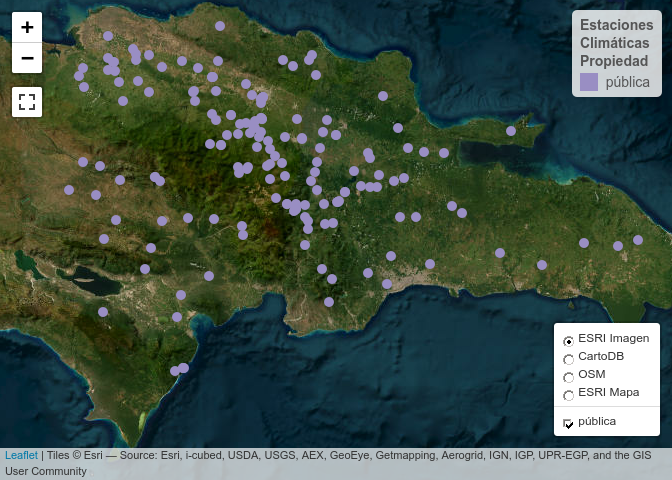 +
−
Estaciones
Climáticas
Propiedad
pública
ESRI Imagen
CartoDB
OSM
ESRI Mapa
pública
Leaflet | Tiles © Esri — Source: Esri, i-cubed, USDA, USGS, AEX, GeoEye, Getmapping, Aerogrid, IGN, IGP, UPR-EGP, and the GIS
User Community